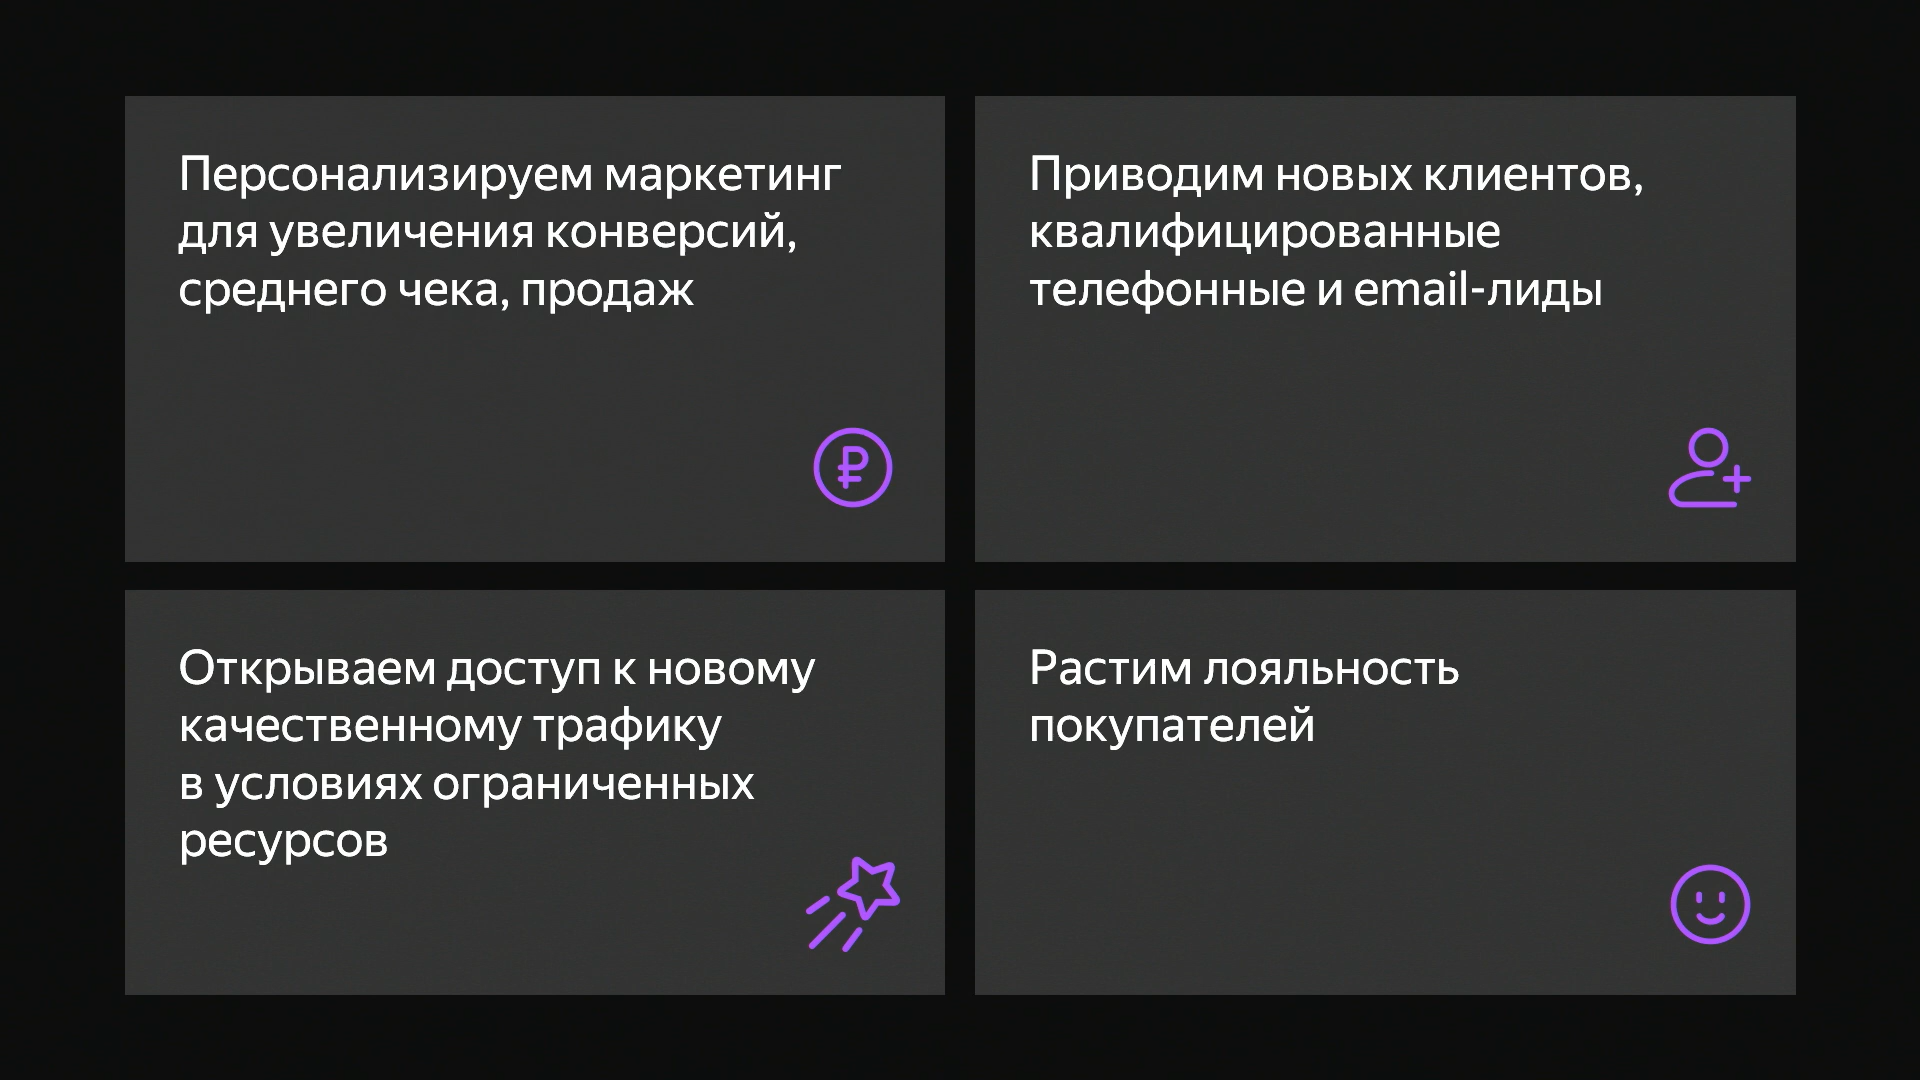 Персонализируем маркетинг
для увеличения конверсий,
среднего чека, продаж
₽
Приводим новых клиентов,
квалифицированные
телефонные и email-лиды
Открываем доступ к новому
качественному трафику
в условиях ограниченных
ресурсов
Растим лояльность
покупателей